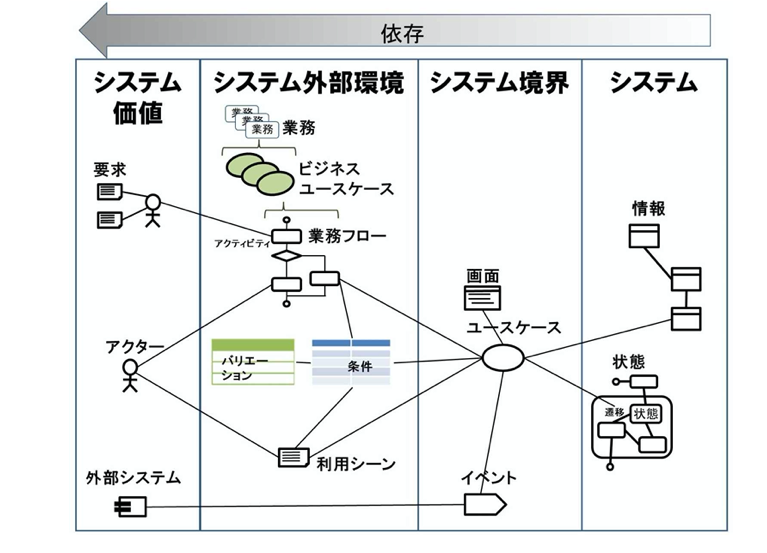 依存
システム
価値
システム外部環境
システム境界
システム
業務
業務
業務
業務
ビジネス
ユースケース
要求
アクティビティ
業務フロー
情報
画面
ユースケース
アクター
バリエー
ション
条件
状態
遷移
状態
利用シーン
外部システム
イベント